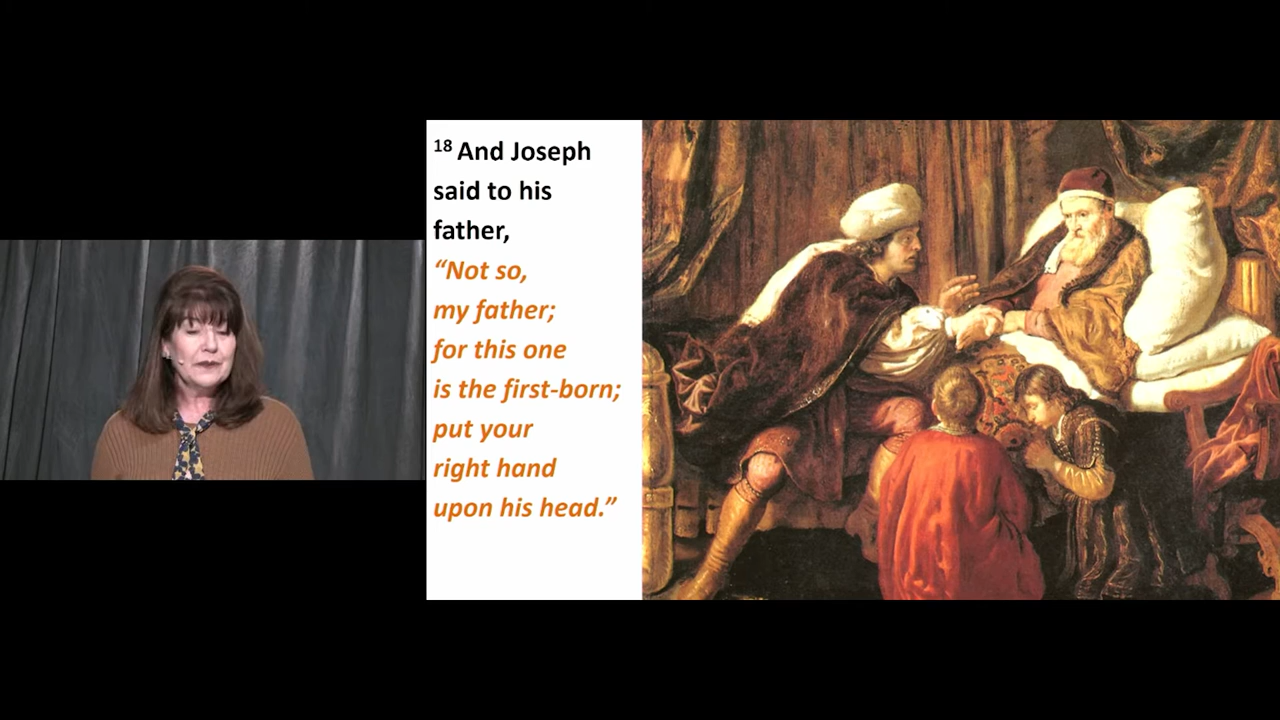 18 And Joseph
said to his
father,
“Not so,
my father;
for this one
is the first-born;
put your
right hand
upon his head.”